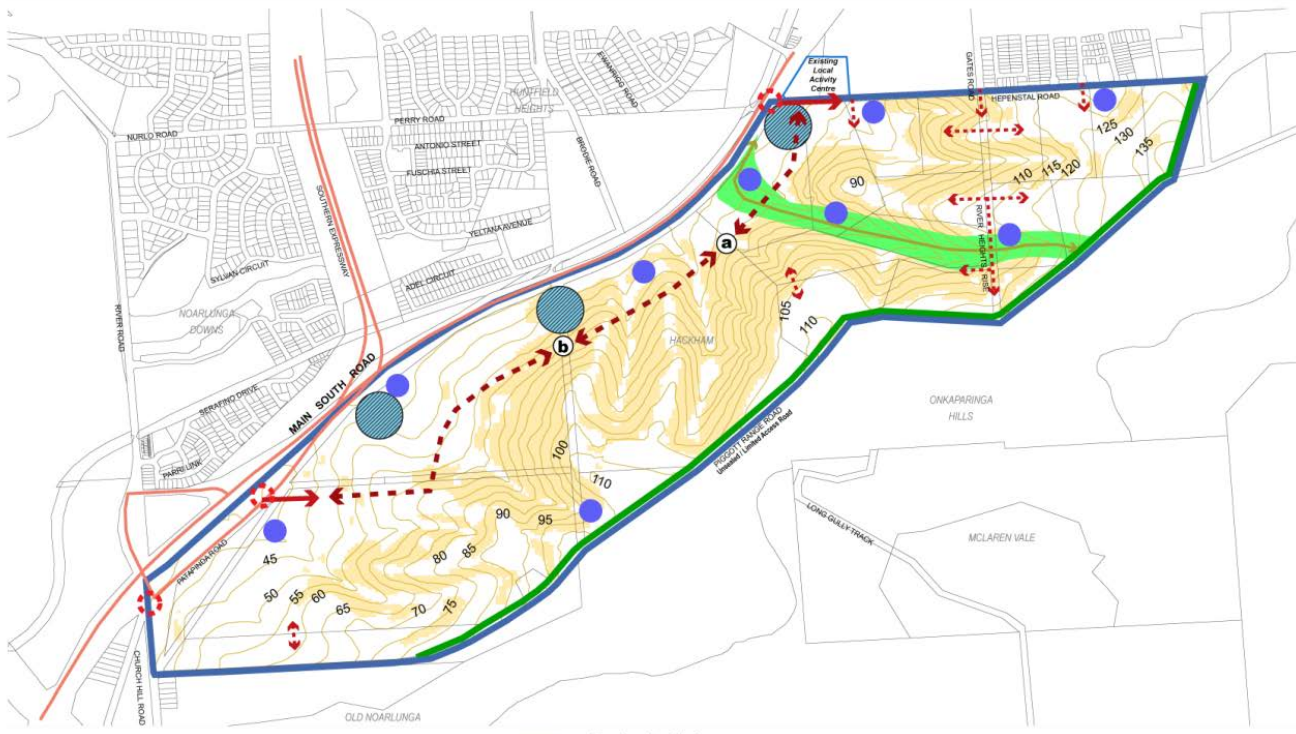 Existing
Local
Activity
Centre
GATES ROAD
HEPENSTAL ROAD
EWANRIGG ROAD
HUNTFIELD
HEIGHTS
NURLO ROAD
PERRY ROAD
ANTONIO STREET
FUSCHIA STREET
BRODIE ROAD
SOUTHERN EXPRESSWAY
YELTANA AVENUE
SYLVAN CIRCUIT
ADEL CIRCUIT
RIVER ROAD
NOARLUNGA
DOWNS
SERAFINO DRIVE
MAIN SOUTH ROAD
PARRI LINK
PATAPINDA ROAD
CHURCH HILL ROAD
OLD NOARLUNGA
125
130
135
90
110
115
120
RIVER HEIGHTS RISE
a
105
110
HACKHAM
b
ONKAPARINGA
HILLS
PIGGOTT RANGE ROAD
Unsealed / Limited Access Road
100
110
90
95
LONG GULLY TRACK
MCLAREN VALE
45
80
85
50
55
60
65
70
75